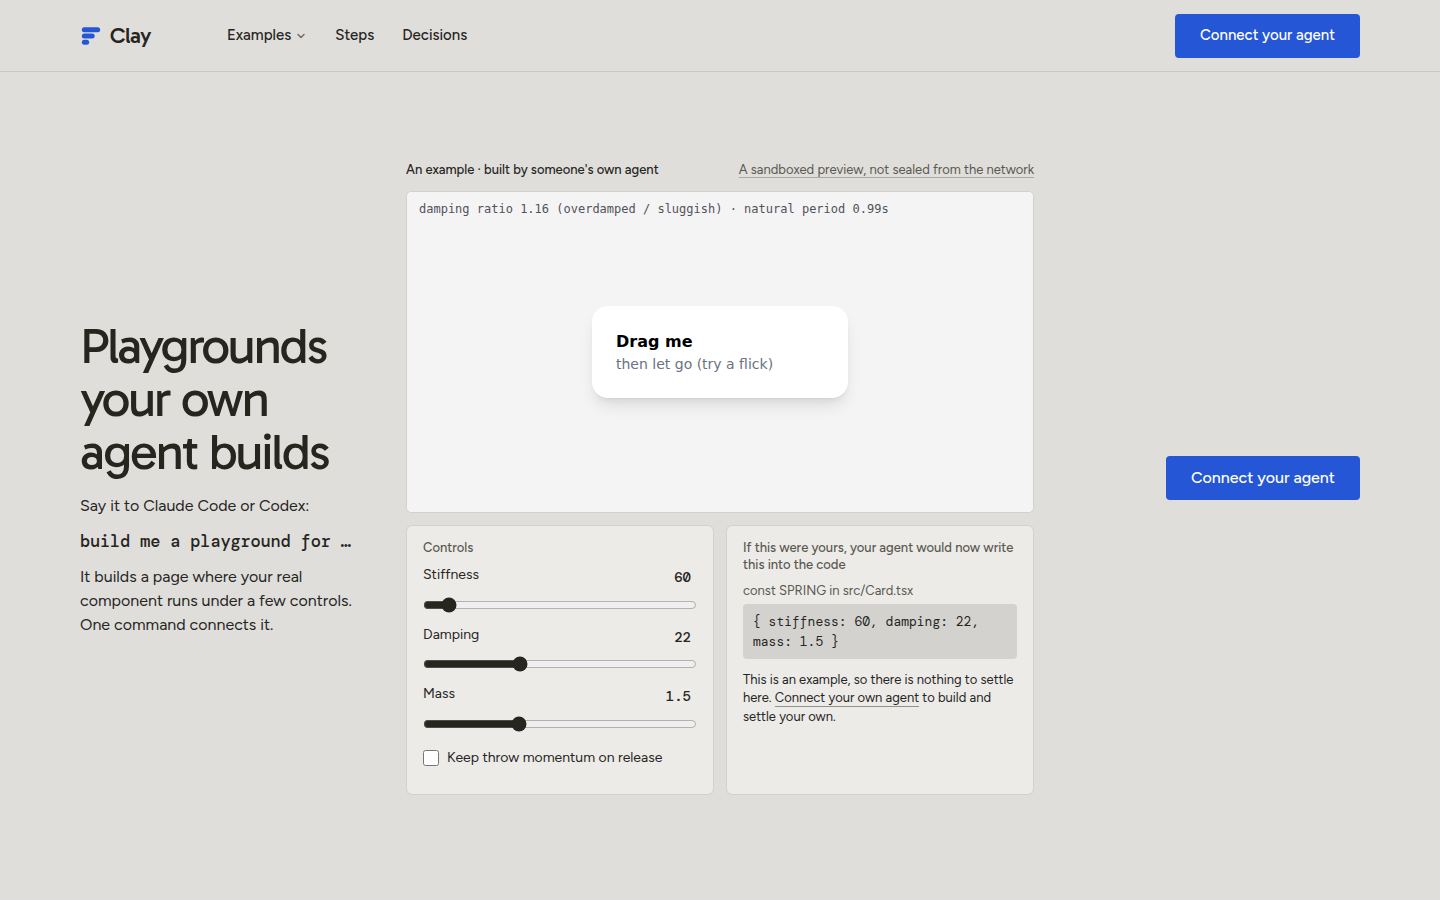 Clay
Examples
Steps
Decisions
Connect your agent
An example · built by someone's own agent
A sandboxed preview, not sealed from the network
damping ratio 1.16 (overdamped / sluggish) · natural period 0.99s
Drag me
then let go (try a flick)
Playgrounds
your own
agent builds
Say it to Claude Code or Codex:
build me a playground for …
It builds a page where your real
component runs under a few controls.
One command connects it.
Connect your agent
Controls
Stiffness 60
Damping 22
Mass 1.5
Keep throw momentum on release
If this were yours, your agent would now write
this into the code
const SPRING in src/Card.tsx
{ stiffness: 60, damping: 22,
mass: 1.5 }
This is an example, so there is nothing to settle
here. Connect your own agent to build and
settle your own.